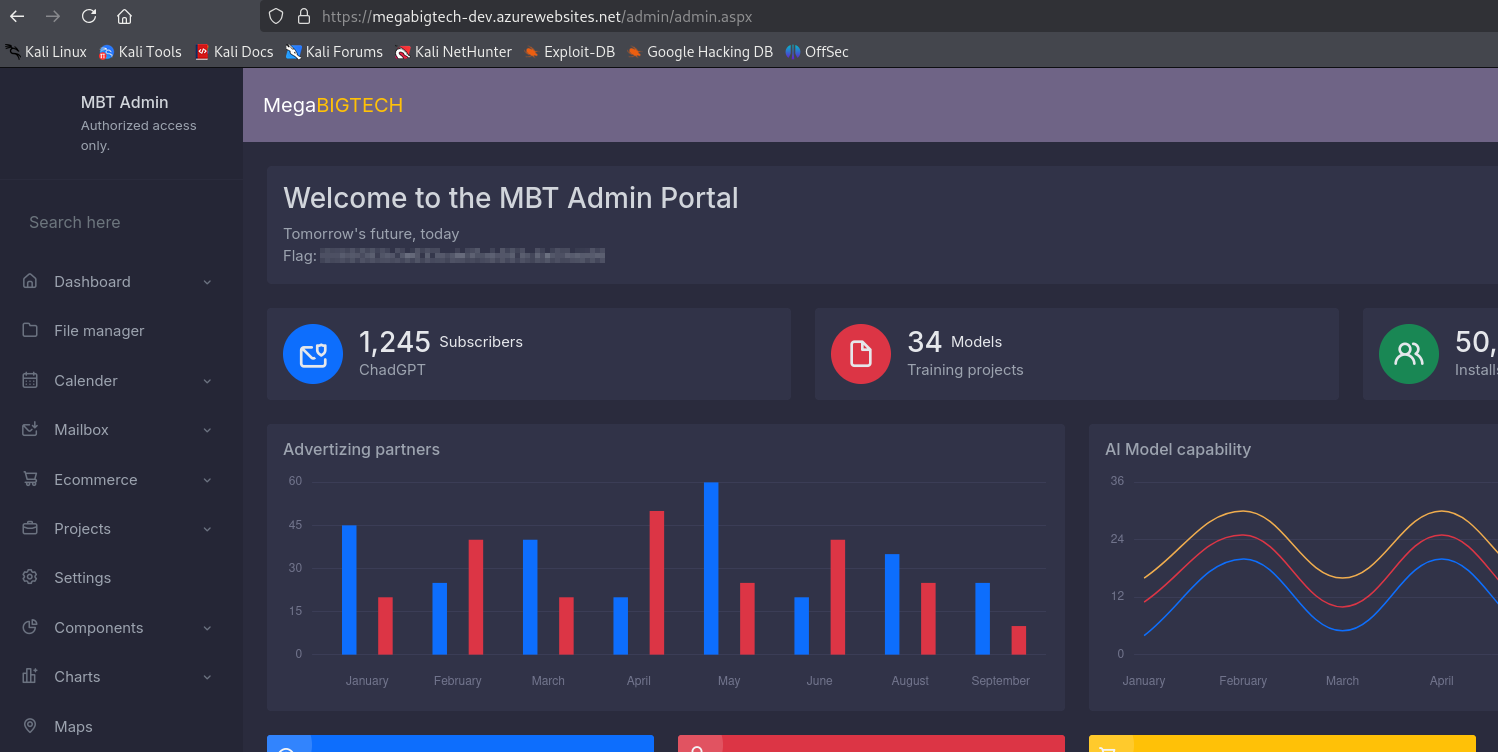 https://megabigtech-dev.azurewebsites.net/admin/admin.aspx
Kali Linux Kali Tools Kali Docs Kali Forums Kali NetHunter Exploit-DB Google Hacking DB OffSec
MBT Admin
Authorized access
only.
Search here
Dashboard
File manager
Calender
Mailbox
Ecommerce
Projects
Settings
Components
Charts
Maps
MegaBIGTECH
Welcome to the MBT Admin Portal
Tomorrow's future, today
Flag:
1,245 Subscribers
ChadGPT
34 Models
Training projects
50,
Installs
Advertizing partners
60
45
30
15
0
January February March April May June August September
AI Model capability
36
24
12
0
January February March April